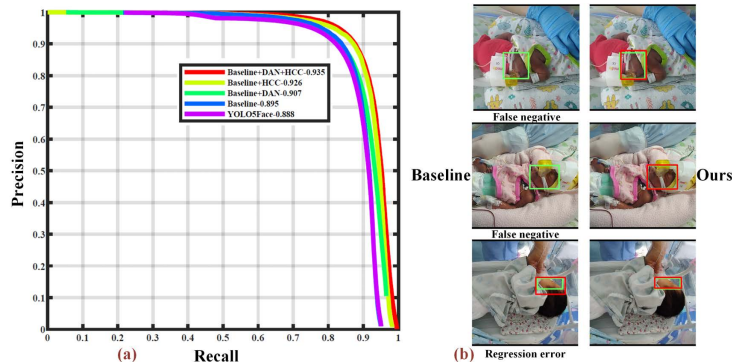 1
0.9
0.8
0.7
0.6
0.5
0.4
0.3
0.2
0.1
0
Precision
Baseline+DAN+HCC-0.935
Baseline+HCC-0.926
Baseline+DAN-0.907
Baseline-0.895
YOLO5Face-0.888
0 0.1 0.2 0.3 0.4 0.5 0.6 0.7 0.8 0.9 1
(a) Recall
False negative
Baseline Ours
False negative
(b) Regression error